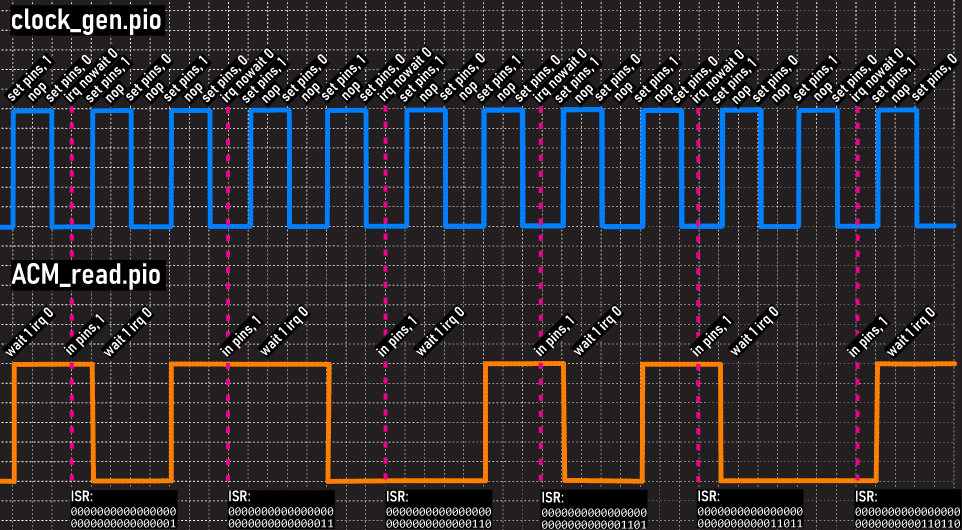 clock_gen.pio
set pins, 1
nop
set pins, 0
irq nowait 0
set pins, 1
nop
set pins, 0
nop
set pins, 1
nop
set pins, 0
irq nowait 0
set pins, 1
nop
set pins, 0
nop
set pins, 1
nop
set pins, 0
irq nowait 0
set pins, 1
nop
set pins, 0
nop
set pins, 1
nop
set pins, 0
irq nowait 0
set pins, 1
nop
set pins, 0
nop
set pins, 1
nop
set pins, 0
irq nowait 0
set pins, 1
nop
set pins, 0
nop
set pins, 1
nop
set pins, 0
irq nowait 0
set pins, 1
nop
set pins, 0
ACM_read.pio
wait 1 irq 0
in pins, 1
wait 1 irq 0
in pins, 1
wait 1 irq 0
in pins, 1
wait 1 irq 0
in pins, 1
wait 1 irq 0
in pins, 1
wait 1 irq 0
in pins, 1
wait 1 irq 0
ISR:
0000000000000000
0000000000000001
ISR:
0000000000000000
0000000000000011
ISR:
0000000000000000
0000000000000110
ISR:
0000000000000000
0000000000001101
ISR:
0000000000000000
0000000000011011
ISR:
0000000000000000
0000000000110110